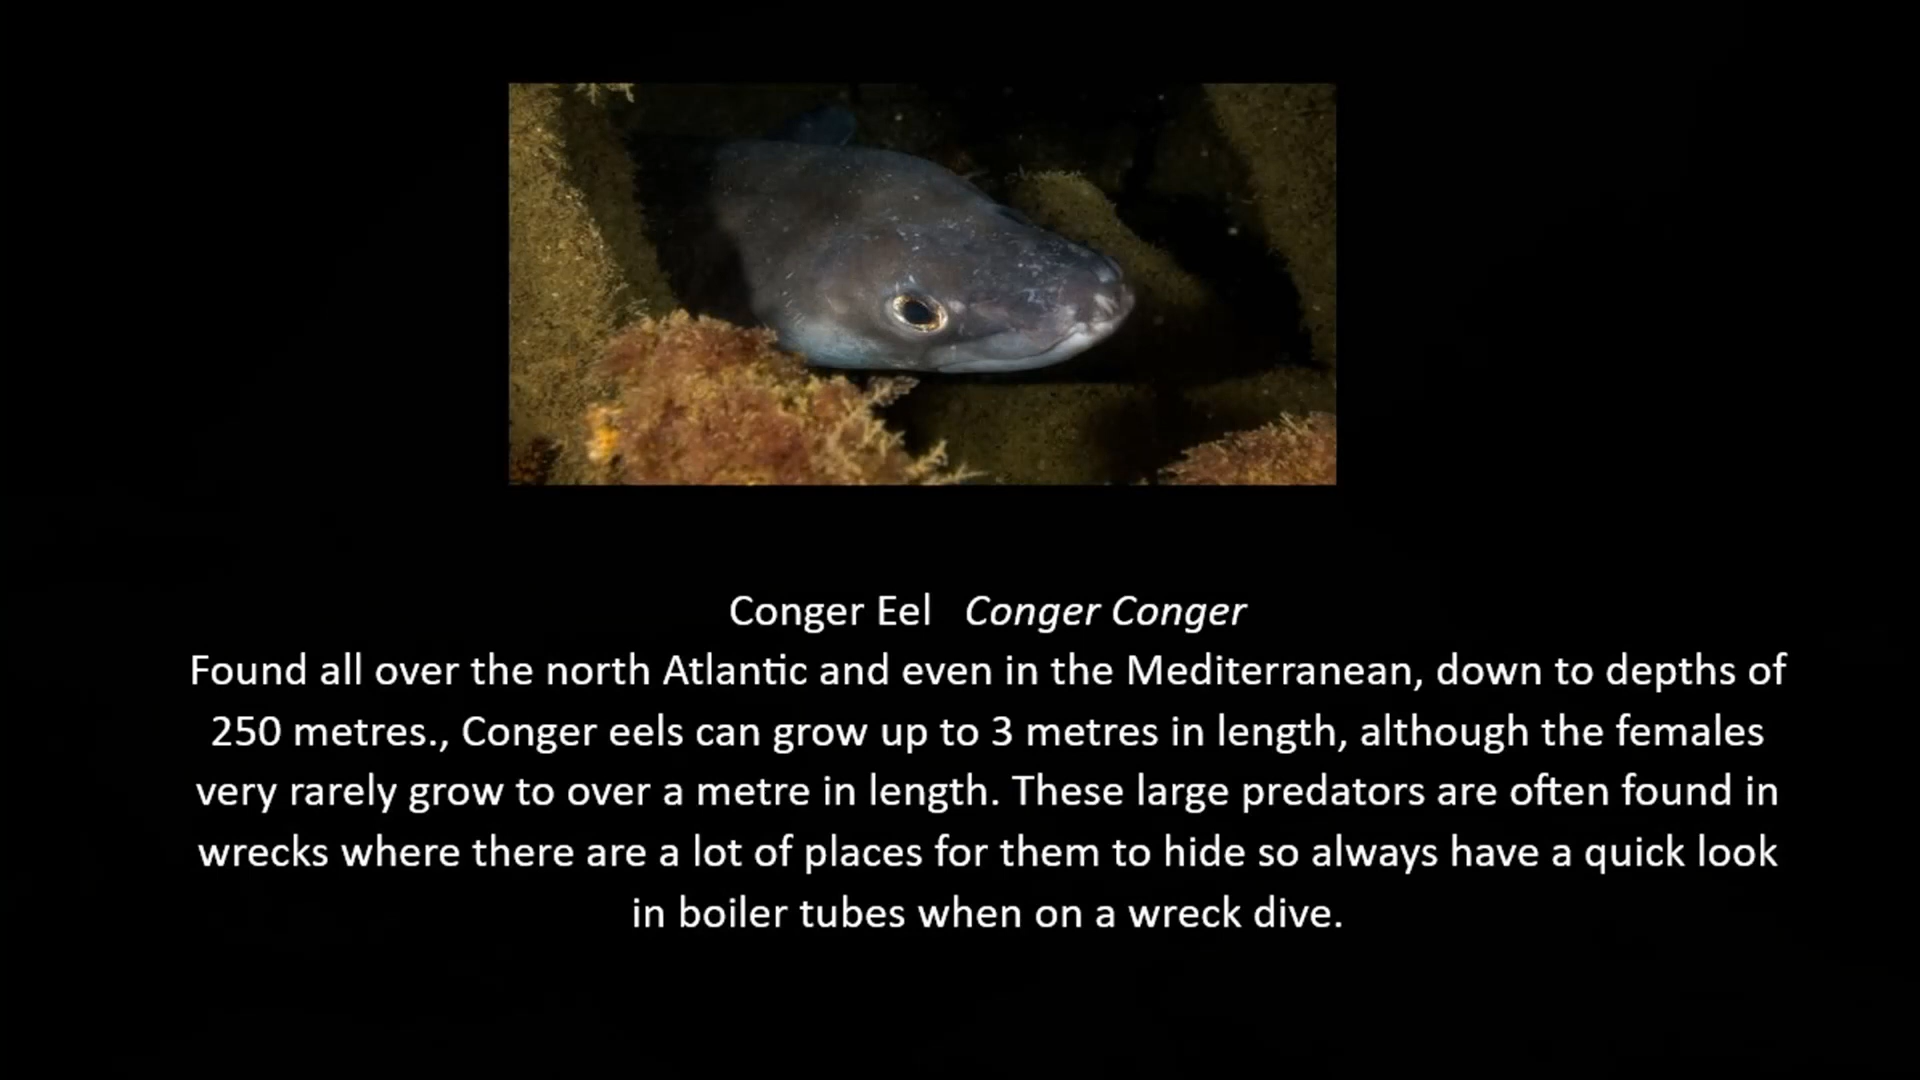 Conger Eel Conger Conger
Found all over the north Atlantic and even in the Mediterranean, down to depths of
250 metres., Conger eels can grow up to 3 metres in length, although the females
very rarely grow to over a metre in length. These large predators are often found in
wrecks where there are a lot of places for them to hide so always have a quick look
in boiler tubes when on a wreck dive.